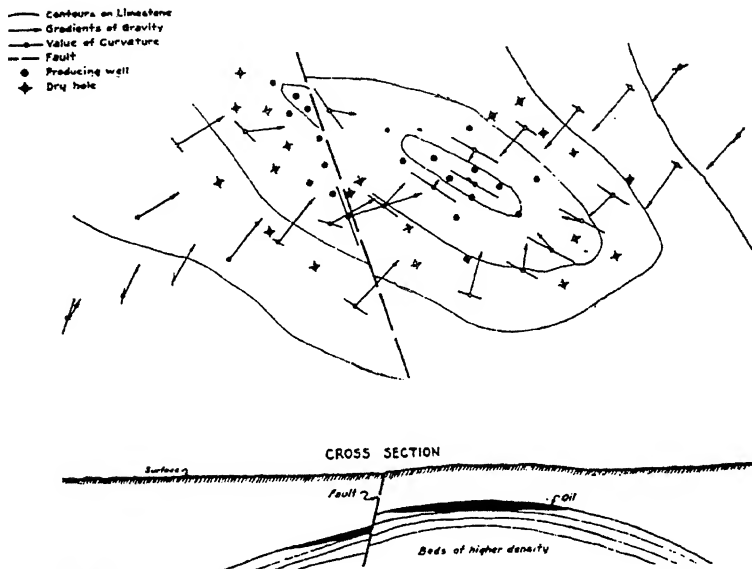 Contours on Limestone
Gradients of Gravity
Value of Curvature
Fault
Producing well
Dry hole
CROSS SECTION
Surface
Fault
Oil
Beds of higher density